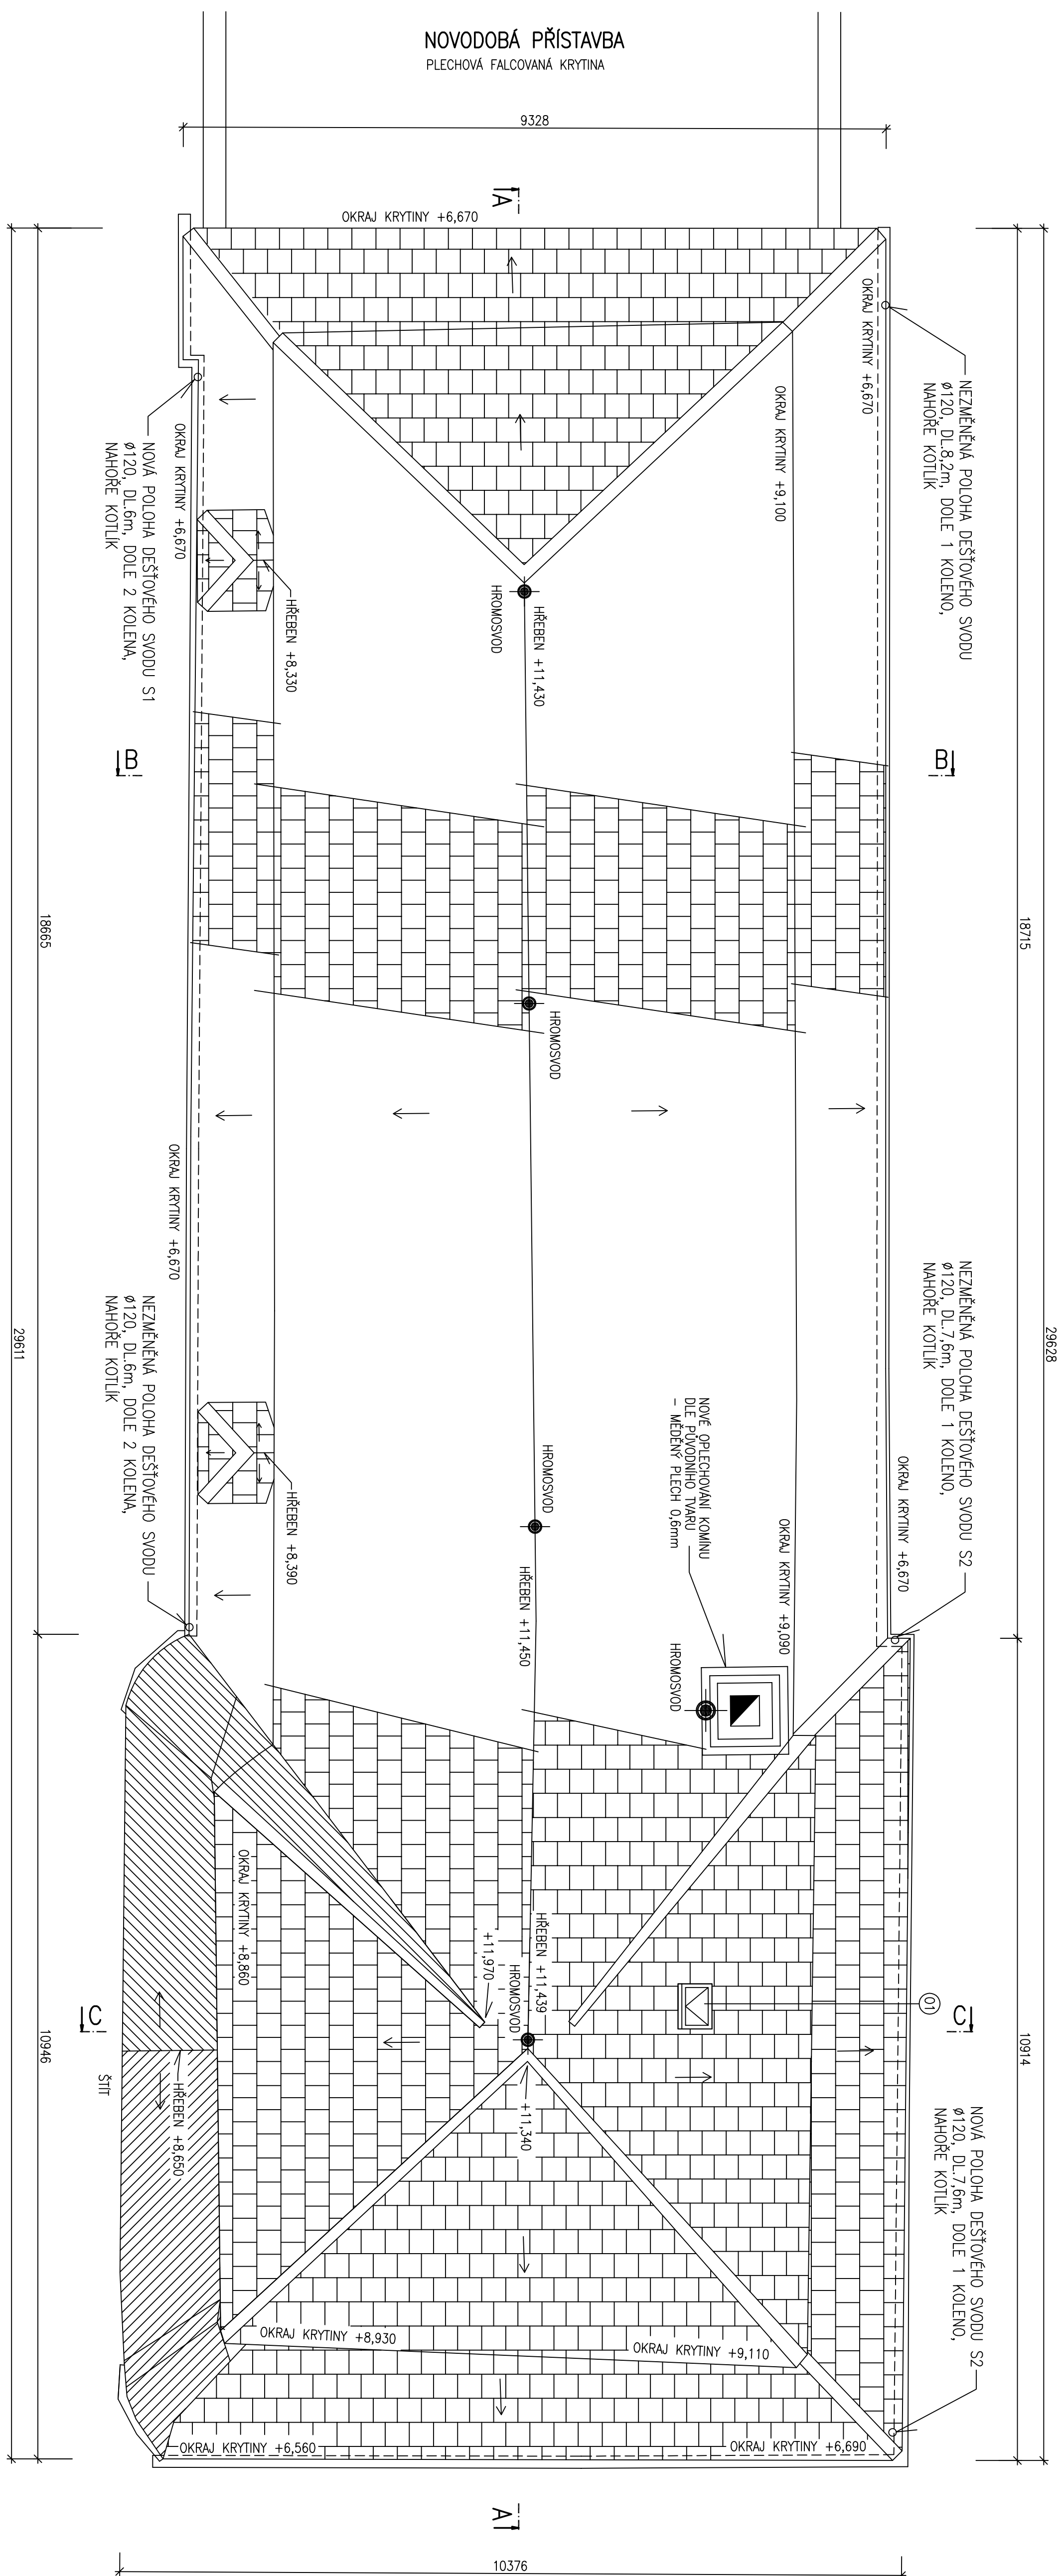 NOVODOBÁ PŘÍSTAVBA
PLECHOVÁ FALCOVANÁ KRYTINA
9328
A
OKRAJ KRYTINY +6,670
OKRAJ KRYTINY +6,670
NEZMĚNĚNÁ POLOHA DEŠŤOVÉHO SVODU
Ø120, DL.8,2m, DOLE 1 KOLENO,
NAHOŘE KOTLÍK
OKRAJ KRYTINY +9,100
OKRAJ KRYTINY +6,670
NOVÁ POLOHA DEŠŤOVÉHO SVODU S1
Ø120, DL.6m, DOLE 2 KOLENA,
NAHOŘE KOTLÍK
HŘEBEN +8,330
HROMOSVOD
HŘEBEN +11,430
B
B
18665
18715
HROMOSVOD
OKRAJ KRYTINY +6,670
29611
29628
NEZMĚNĚNÁ POLOHA DEŠŤOVÉHO SVODU
Ø120, DL.6m, DOLE 2 KOLENA,
NAHOŘE KOTLÍK
NEZMĚNĚNÁ POLOHA DEŠŤOVÉHO SVODU S2
Ø120, DL.7,6m, DOLE 1 KOLENO,
NAHOŘE KOTLÍK
HŘEBEN +8,390
HROMOSVOD
HŘEBEN +11,450
NOVÉ OPLECHOVÁNÍ KOMÍNU
DLE PŮVODNÍHO TVARU
- MĚDĚNÝ PLECH 0,6mm
OKRAJ KRYTINY +6,670
OKRAJ KRYTINY +9,090
HROMOSVOD
OKRAJ KRYTINY +8,860
+11,970
HŘEBEN +11,439
HROMOSVOD
01
C
C
10946
10914
ŠTÍT
HŘEBEN +8,650
+11,340
NOVÁ POLOHA DEŠŤOVÉHO SVODU S2
Ø120, DL.7,6m, DOLE 1 KOLENO,
NAHOŘE KOTLÍK
OKRAJ KRYTINY +8,930
OKRAJ KRYTINY +9,110
OKRAJ KRYTINY +6,560
OKRAJ KRYTINY +6,690
A
10376